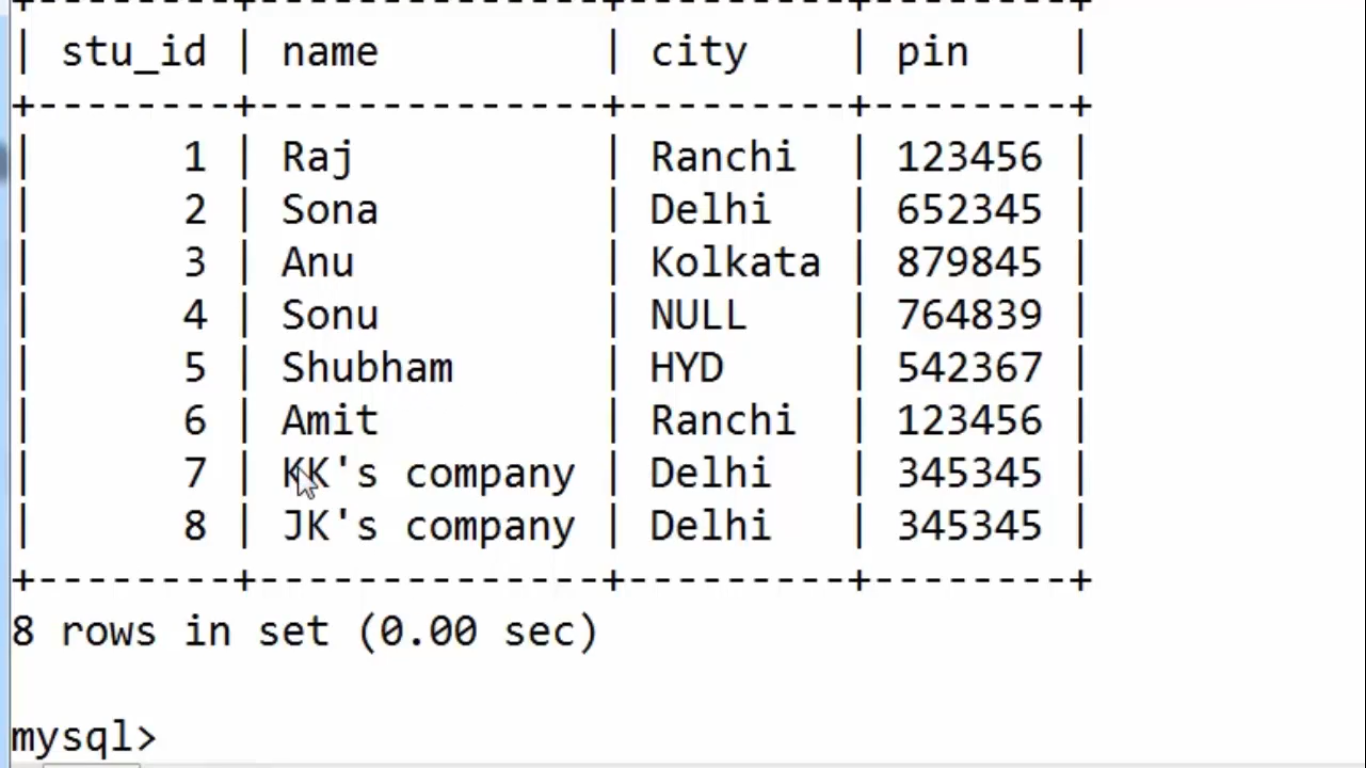 +--------+--------------+---------+--------+
| stu_id | name         | city    | pin    |
+--------+--------------+---------+--------+
|      1 | Raj          | Ranchi  | 123456 |
|      2 | Sona         | Delhi   | 652345 |
|      3 | Anu          | Kolkata | 879845 |
|      4 | Sonu         | NULL    | 764839 |
|      5 | Shubham      | HYD     | 542367 |
|      6 | Amit         | Ranchi  | 123456 |
|      7 | KK's company | Delhi   | 345345 |
|      8 | JK's company | Delhi   | 345345 |
+--------+--------------+---------+--------+
8 rows in set (0.00 sec)
mysql>